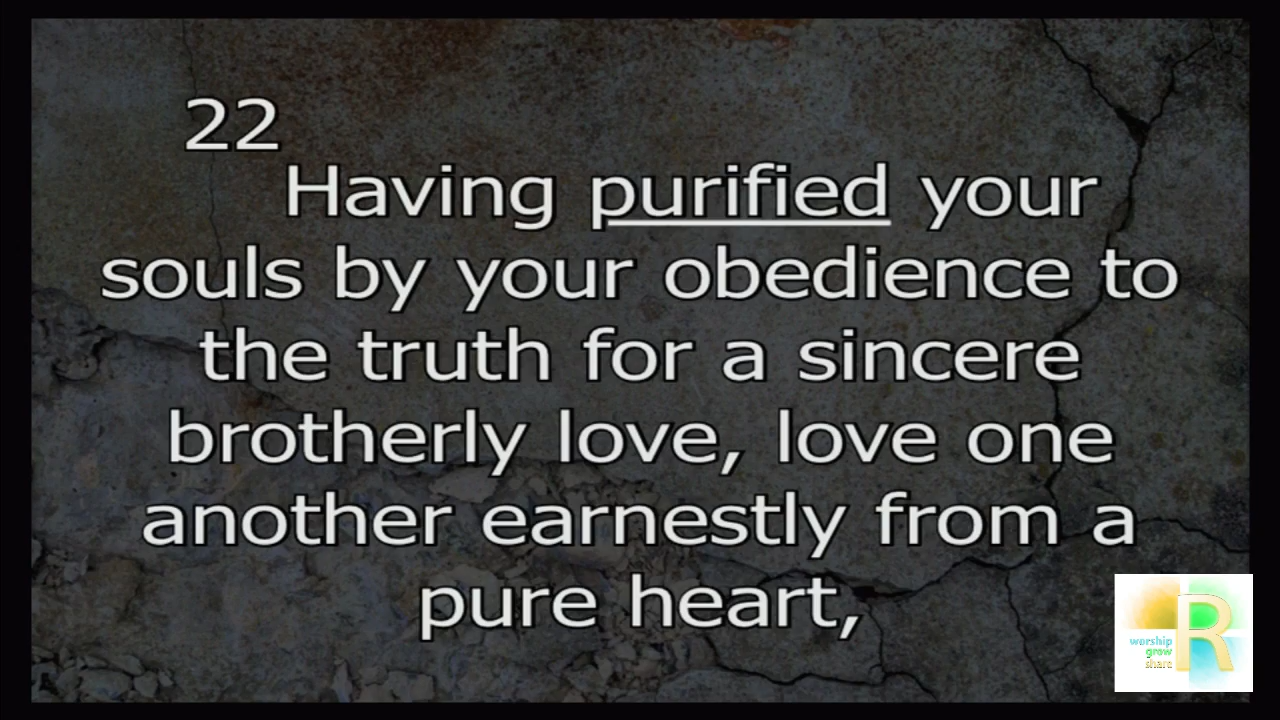 22
Having purified your
souls by your obedience to
the truth for a sincere
brotherly love, love one
another earnestly from a
pure heart,
worship
grow
share
R